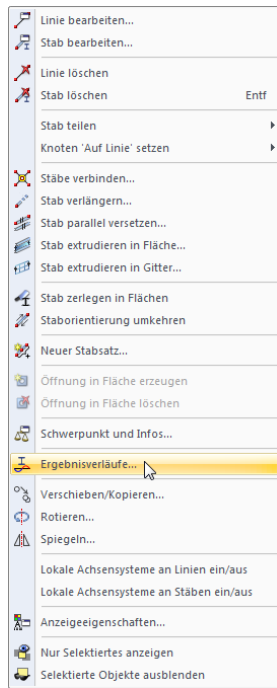 Linie bearbeiten...
Stab bearbeiten...
Linie löschen
Stab löschen Entf
Stab teilen
Knoten 'Auf Linie' setzen
Stäbe verbinden...
Stab verlängern...
Stab parallel versetzen...
Stab extrudieren in Fläche...
Stab extrudieren in Gitter...
Stab zerlegen in Flächen
Staborientierung umkehren
Neuer Stabsatz...
Öffnung in Fläche erzeugen
Öffnung in Fläche löschen
Schwerpunkt und Infos...
Ergebnisverläufe...
Verschieben/Kopieren...
Rotieren...
Spiegeln...
Lokale Achsensysteme an Linien ein/aus
Lokale Achsensysteme an Stäben ein/aus
Anzeigeeigenschaften...
Nur Selektiertes anzeigen
Selektierte Objekte ausblenden